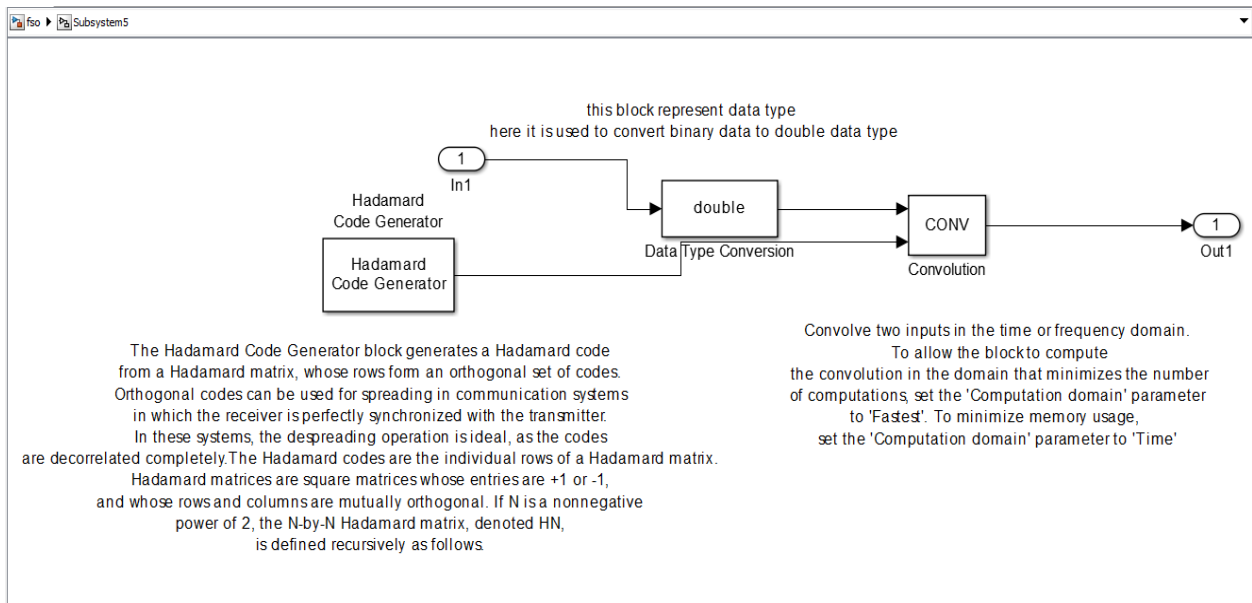 fso ▶ Subsystem5
this block represent data type
here it is used to convert binary data to double data type
1
In1
Hadamard
Code Generator
Hadamard
Code Generator
double
Data Type Conversion
CONV
Convolution
1
Out1
The Hadamard Code Generator block generates a Hadamard code
from a Hadamard matrix, whose rows form an orthogonal set of codes.
Orthogonal codes can be used for spreading in communication systems
in which the receiver is perfectly synchronized with the transmitter.
In these systems, the despreading operation is ideal, as the codes
are decorrelated completely.The Hadamard codes are the individual rows of a Hadamard matrix.
Hadamard matrices are square matrices whose entries are +1 or -1,
and whose rows and columns are mutually orthogonal. If N is a nonnegative
power of 2, the N-by-N Hadamard matrix, denoted HN,
is defined recursively as follows.
Convolve two inputs in the time or frequency domain.
To allow the block to compute
the convolution in the domain that minimizes the number
of computations, set the 'Computation domain' parameter
to 'Fastest'. To minimize memory usage,
set the 'Computation domain' parameter to 'Time'